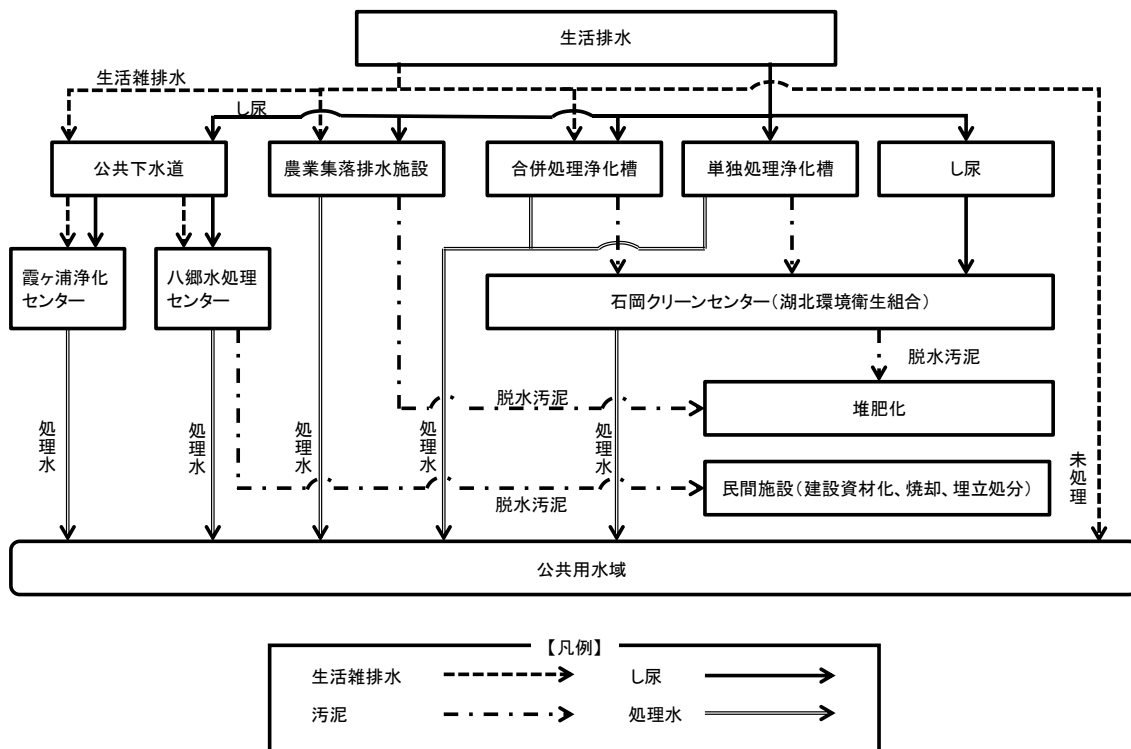 生活排水
生活雑排水
し尿
公共下水道
農業集落排水施設
合併処理浄化槽
単独処理浄化槽
し尿
霞ヶ浦浄化
センター
八郷水処理
センター
石岡クリーンセンター（湖北環境衛生組合）
脱水汚泥
脱水汚泥
堆肥化
処理水
処理水
処理水
処理水
処理水
未処理
脱水汚泥
民間施設（建設資材化、焼却、埋立処分）
公共用水域
【凡例】
生活雑排水
し尿
汚泥
処理水